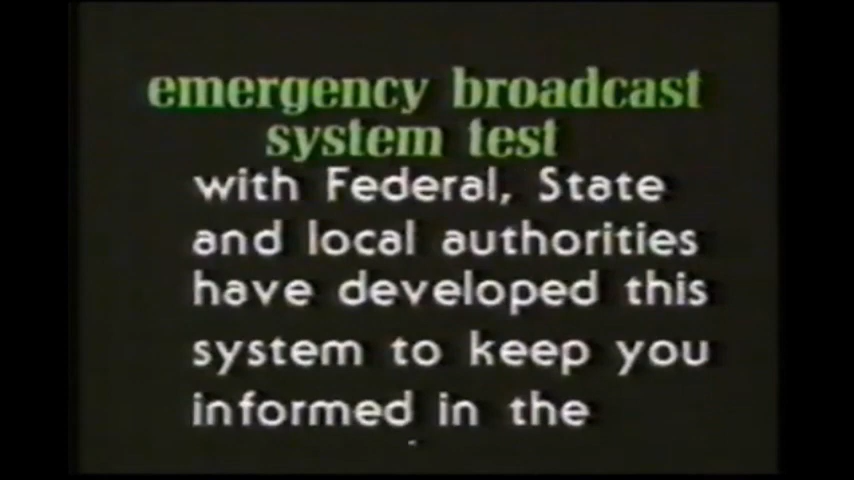 emergency broadcast
system test
with Federal, State
and local authorities
have developed this
system to keep you
informed in the